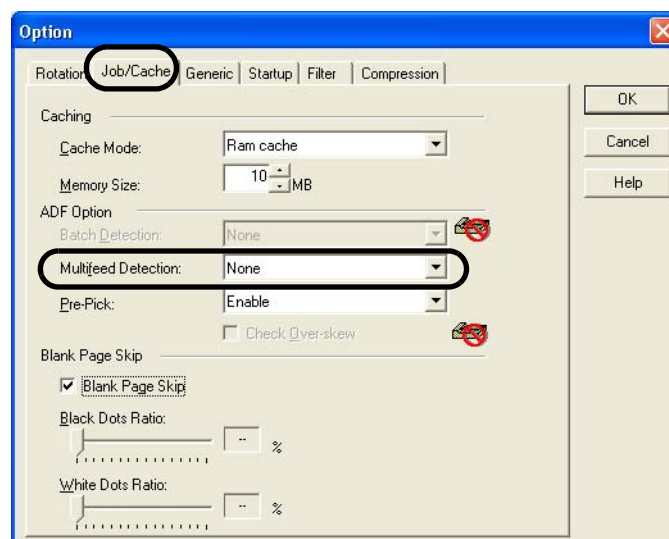 Option
Rotation Job/Cache Generic Startup Filter Compression
OK
Caching
Cancel
Cache Mode: Ram cache
Memory Size: 10 MB
Help
ADF Option
Batch Detection: None
Multifeed Detection: None
Pre-Pick: Enable
Check Over-skew
Blank Page Skip
Blank Page Skip
Black Dots Ratio:
-- %
White Dots Ratio:
-- %